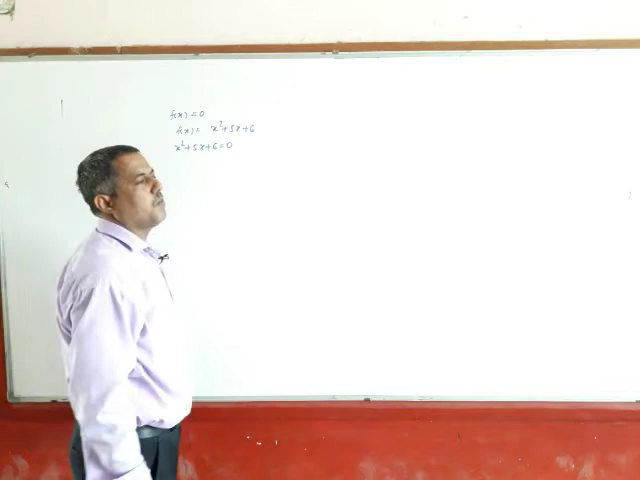 f(x) = 0
f(x) = x²+5x+6
x²+5x+6=0